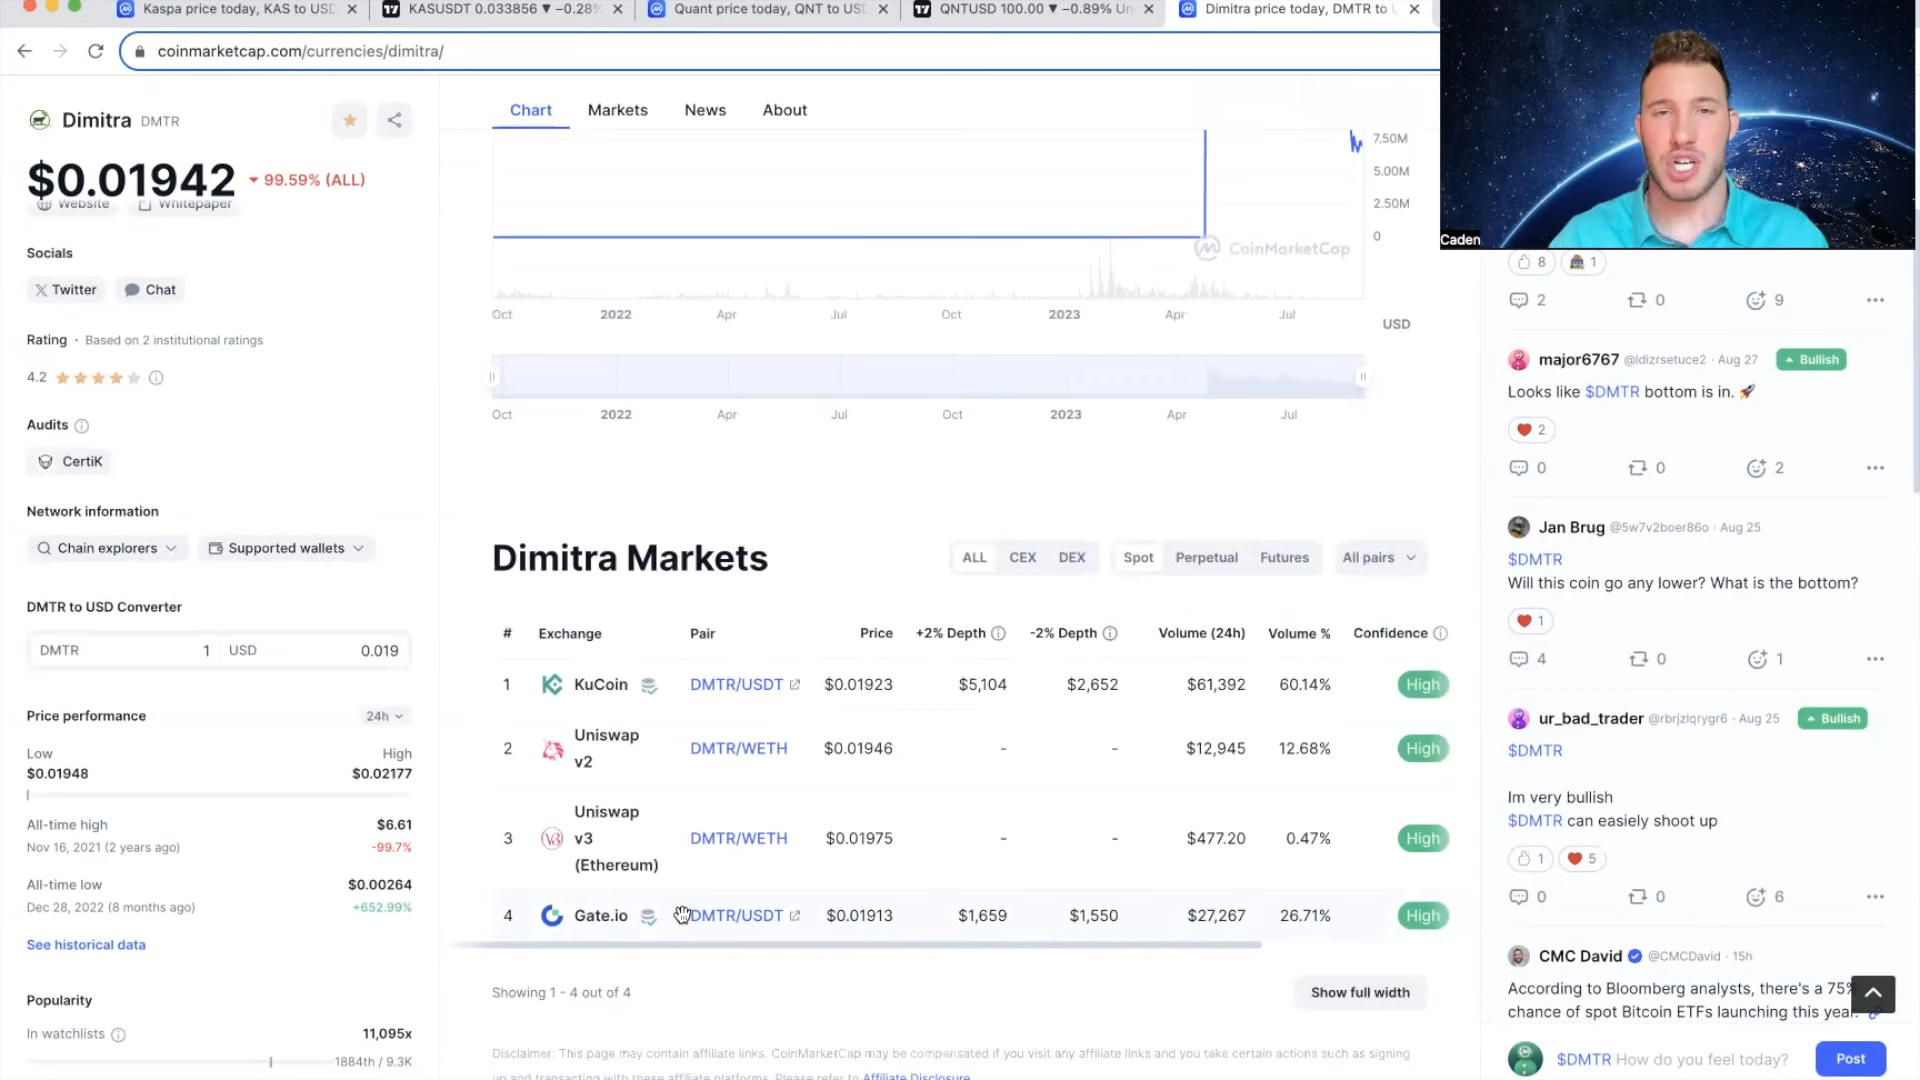 Kaspa price today, KAS to USD
KASUSDT 0.033856 ▼ −0.28%
Quant price today, QNT to USD
QNTUSD 100.00 ▼ −0.89% Un
Dimitra price today, DMTR to U
coinmarketcap.com/currencies/dimitra/
Dimitra DMTR
$0.01942 99.59% (ALL)
Website Whitepaper
Socials
Twitter Chat
Rating · Based on 2 institutional ratings
4.2
Audits
CertiK
Network information
Chain explorers Supported wallets
DMTR to USD Converter
DMTR 1 USD 0.019
Price performance 24h
Low High
$0.01948 $0.02177
All-time high $6.61
Nov 16, 2021 (2 years ago) -99.7%
All-time low $0.00264
Dec 28, 2022 (8 months ago) +652.99%
See historical data
Popularity
In watchlists 11,095x
1884th / 9.3K
Chart Markets News About
7.50M
5.00M
2.50M
0
CoinMarketCap
Oct 2022 Apr Jul Oct 2023 Apr Jul
USD
Oct 2022 Apr Jul Oct 2023 Apr Jul
Dimitra Markets
ALL CEX DEX Spot Perpetual Futures All pairs
# Exchange Pair Price +2% Depth -2% Depth Volume (24h) Volume % Confidence
1 KuCoin DMTR/USDT $0.01923 $5,104 $2,652 $61,392 60.14% High
2 Uniswap v2 DMTR/WETH $0.01946 - - $12,945 12.68% High
3 Uniswap v3 (Ethereum) DMTR/WETH $0.01975 - - $477.20 0.47% High
4 Gate.io DMTR/USDT $0.01913 $1,659 $1,550 $27,267 26.71% High
Showing 1 - 4 out of 4
Show full width
Disclaimer: This page may contain affiliate links. CoinMarketCap may be compensated if you visit any affiliate links and you take certain actions such as signing
up and transacting with these affiliate platforms. Please refer to Affiliate Disclosure
Caden
8 1
2 0 9
major6767 @ldizrsetuce2 · Aug 27 Bullish
Looks like $DMTR bottom is in. 🚀
2
0 0 2
Jan Brug @5w7v2boer86o · Aug 25
$DMTR
Will this coin go any lower? What is the bottom?
1
4 0 1
ur_bad_trader @rbrjzlqrygr6 · Aug 25 Bullish
$DMTR
Im very bullish
$DMTR can easiely shoot up
1 5
0 0 6
CMC David @CMCDavid · 15h
According to Bloomberg analysts, there's a 75%
chance of spot Bitcoin ETFs launching this year.
$DMTR How do you feel today? Post